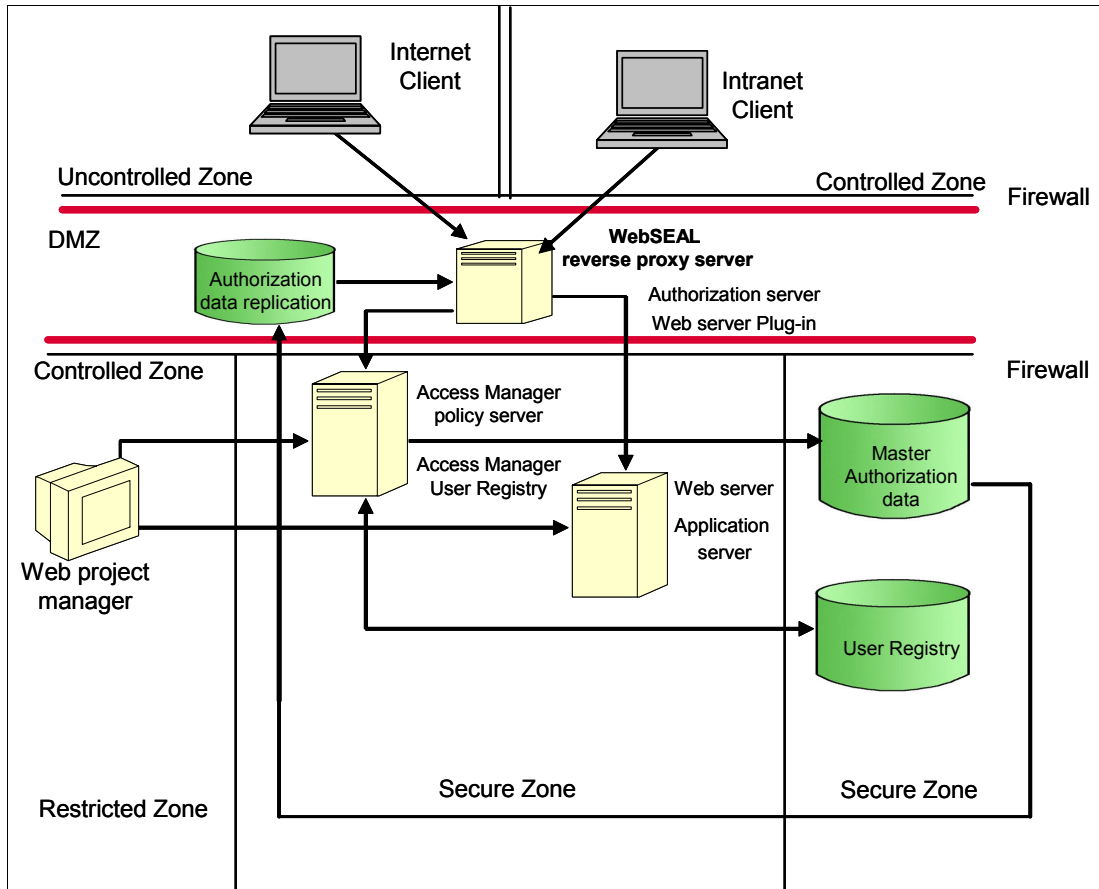 Internet
Client
Intranet
Client
Uncontrolled Zone
Controlled Zone
Firewall
DMZ
WebSEAL
reverse proxy server
Authorization
data replication
Authorization server
Web server Plug-in
Controlled Zone
Firewall
Access Manager
policy server
Master
Authorization
data
Access Manager
User Registry
Web server
Application
server
Web project
manager
User Registry
Secure Zone
Secure Zone
Restricted Zone